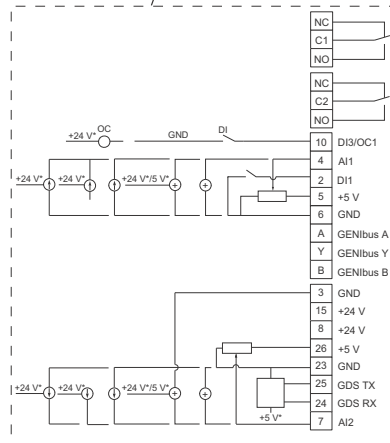 NC
C1
NO
NC
C2
NO
+24 V* OC GND DI 10 DI3/OC1
4 AI1
+24 V* +24 V* +24 V* +24 V*/5 V* 2 DI1
5 +5 V
6 GND
A GENIbus A
Y GENIbus Y
B GENIbus B
3 GND
15 +24 V
8 +24 V
26 +5 V
23 GND
+24 V* +24 V* +24 V* +24 V*/5 V* 25 GDS TX
24 GDS RX
+5 V* 7 AI2